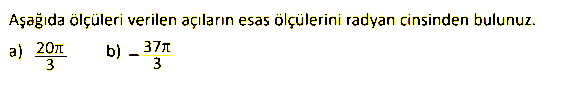 Aşağıda ölçüleri verilen açıların esas ölçülerini radyan cinsinden bulunuz.
a) 20π/3 b) -37π/3